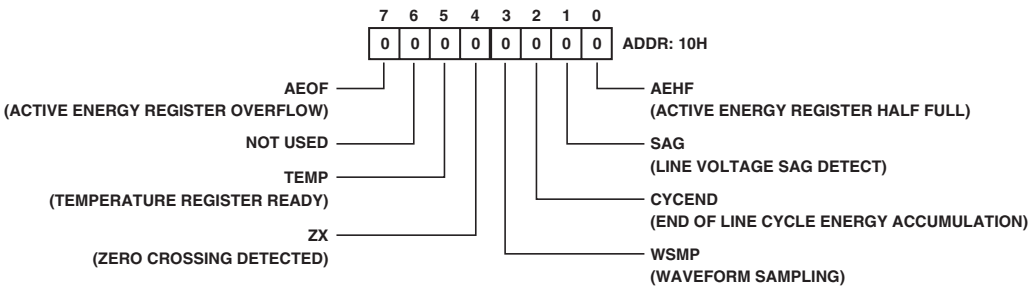 7 6 5 4 3 2 1 0
0 0 0 0 0 0 0 0 ADDR: 10H
AEOF
(ACTIVE ENERGY REGISTER OVERFLOW)
NOT USED
TEMP
(TEMPERATURE REGISTER READY)
ZX
(ZERO CROSSING DETECTED)
AEHF
(ACTIVE ENERGY REGISTER HALF FULL)
SAG
(LINE VOLTAGE SAG DETECT)
CYCEND
(END OF LINE CYCLE ENERGY ACCUMULATION)
WSMP
(WAVEFORM SAMPLING)